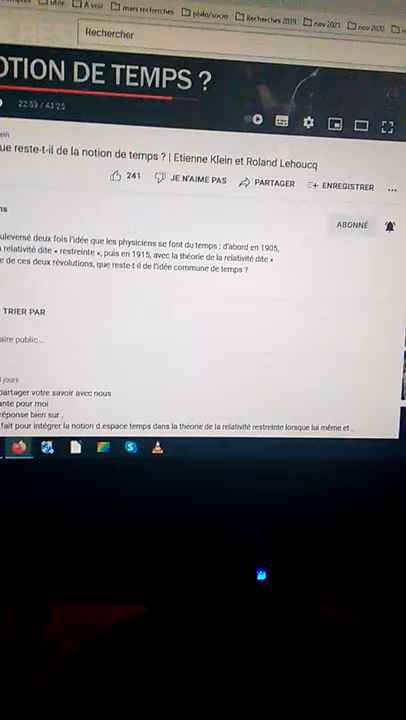 utile A voir mars recherches philo/socio Recherches 2019 nov 2021 nov 2020
Rechercher
OTION DE TEMPS ?
22:59 / 43:25
ein
ue reste-t-il de la notion de temps ? | Etienne Klein et Roland Lehoucq
241 JE N'AIME PAS PARTAGER ENREGISTRER ...
ns
ABONNÉ
uleversé deux fois l'idée que les physiciens se font du temps : d'abord en 1905,
relativité dite « restreinte », puis en 1915, avec la théorie de la relativité dite «
e de ces deux révolutions, que reste-t-il de l'idée commune de temps ?
TRIER PAR
aire public...
jours
partager votre savoir avec nous
ante pour moi
réponse bien sur .
fait pour intégrer la notion d.espace temps dans la théorie de la relativité restreinte lorsque lui même et ..